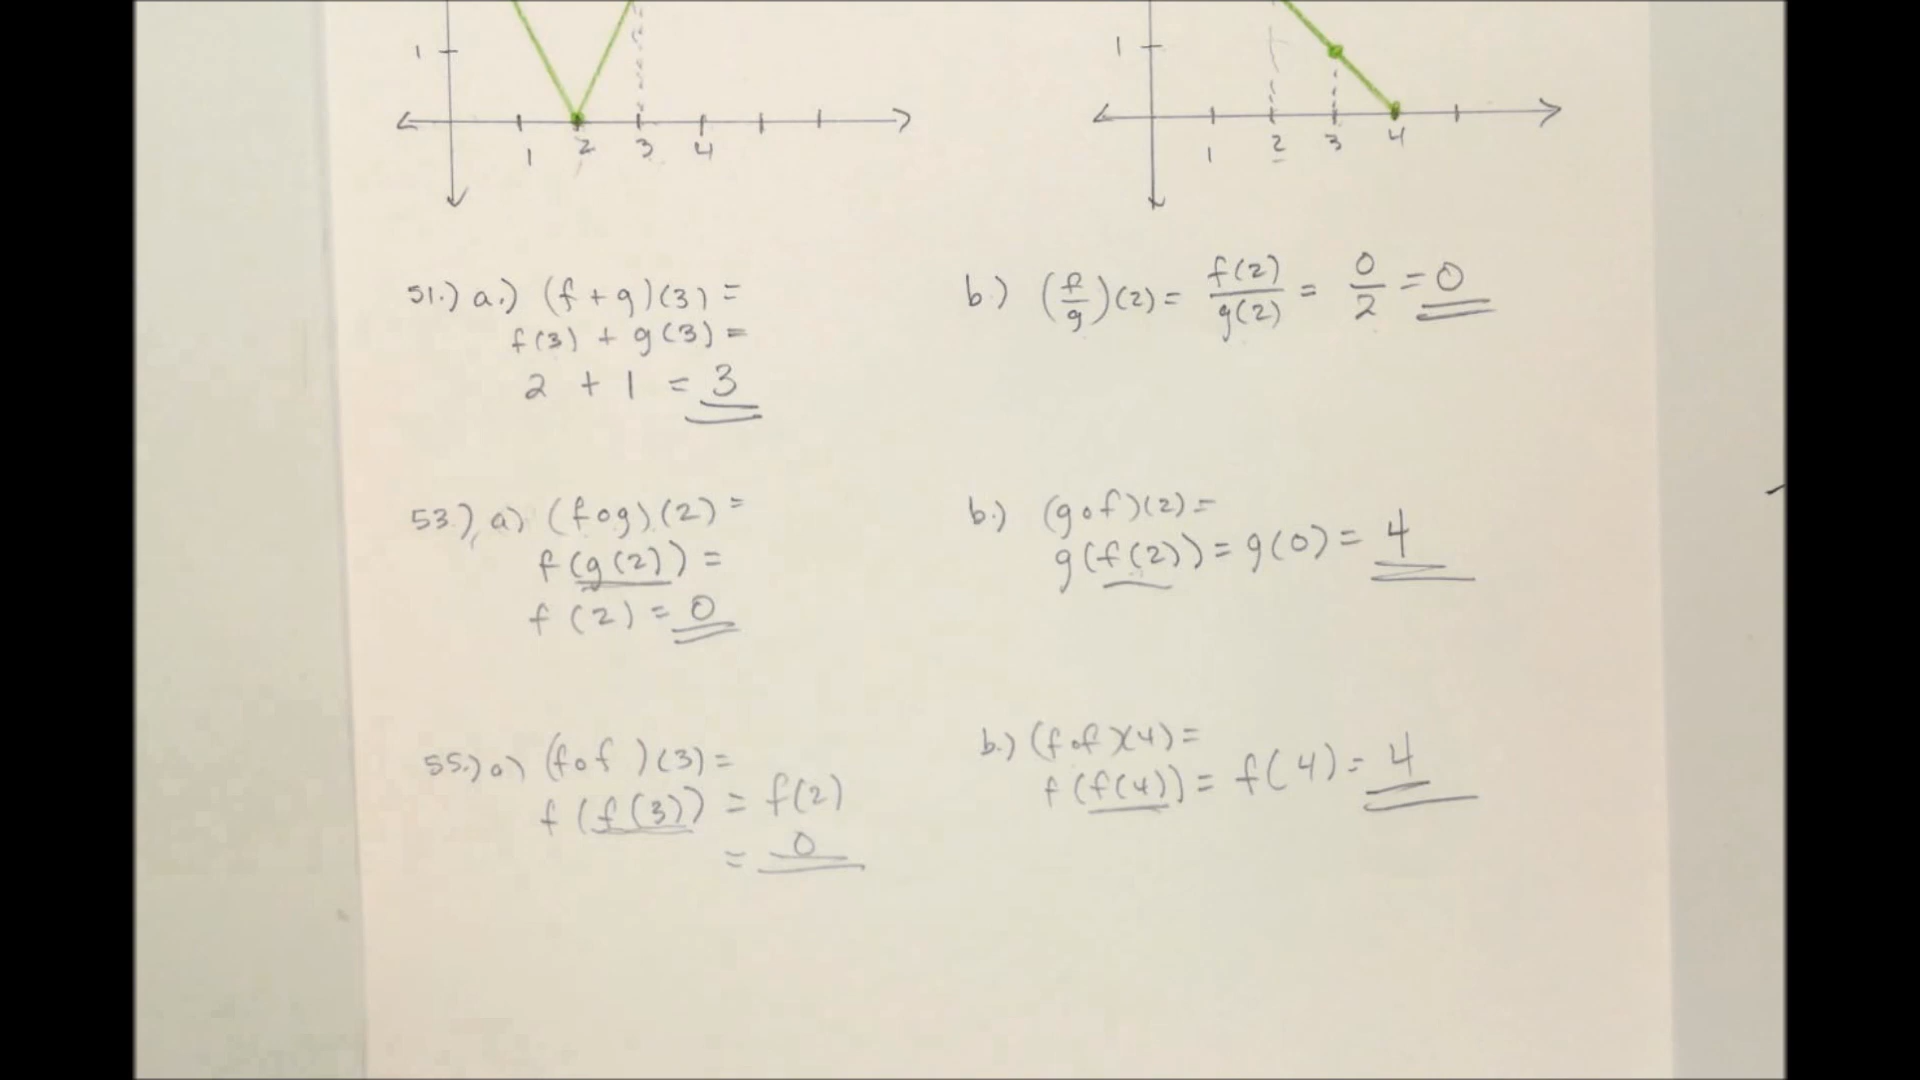 1
1 2 3 4
1
1 2 3 4
51.) a.) (f + g)(3) =
f(3) + g(3) =
2 + 1 = 3
b.) (f/g)(2) = f(2)/g(2) = 0/2 = 0
53.) a) (f∘g)(2) =
f(g(2)) =
f(2) = 0
b.) (g∘f)(2) =
g(f(2)) = g(0) = 4
55.) a) (f∘f)(3) =
f(f(3)) = f(2)
= 0
b.) (f∘f)(4) =
f(f(4)) = f(4) = 4